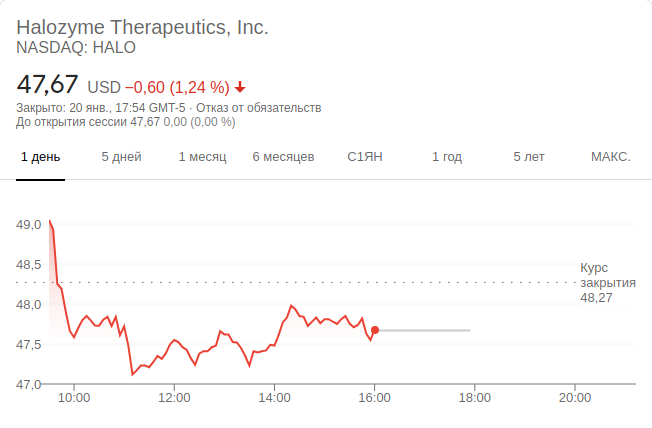 Halozyme Therapeutics, Inc.
NASDAQ: HALO
47,67 USD −0,60 (1,24 %)
Закрыто: 20 янв., 17:54 GMT-5 · Отказ от обязательств
До открытия сессии 47,67 0,00 (0,00 %)
1 день 5 дней 1 месяц 6 месяцев С1ЯН 1 год 5 лет МАКС.
49,0
48,5
48,0
47,5
47,0
Курс
закрытия
48,27
10:00 12:00 14:00 16:00 18:00 20:00